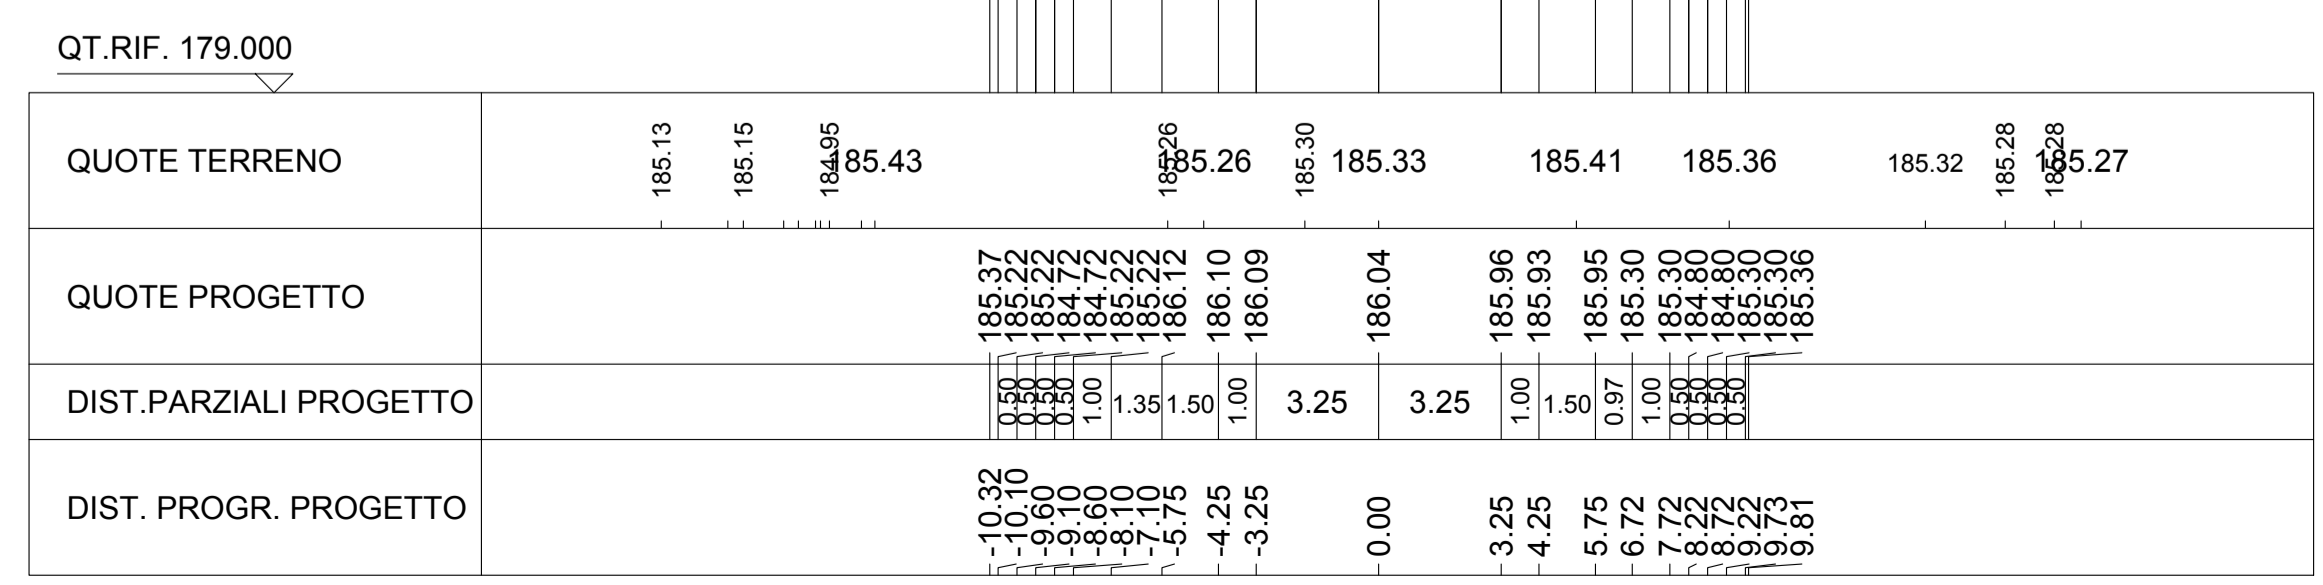 QT.RIF. 179.000
QUOTE TERRENO 185.13 185.15 184.95 185.43 185.26 185.26 185.30 185.33 185.41 185.36 185.32 185.28 185.28 185.27
QUOTE PROGETTO 185.37 185.22 185.22 184.72 184.72 185.22 185.22 186.12 186.10 186.09 186.04 185.96 185.93 185.95 185.30 185.30 184.80 184.80 185.30 185.30 185.36
DIST.PARZIALI PROGETTO 0.50 0.50 0.50 0.50 1.00 1.35 1.50 1.00 3.25 3.25 1.00 1.50 0.97 1.00 0.50 0.50 0.50 0.50
DIST. PROGR. PROGETTO -10.32 -10.10 -9.60 -9.10 -8.60 -8.10 -7.10 -5.75 -4.25 -3.25 0.00 3.25 4.25 5.75 6.72 7.72 8.22 8.72 9.22 9.73 9.81